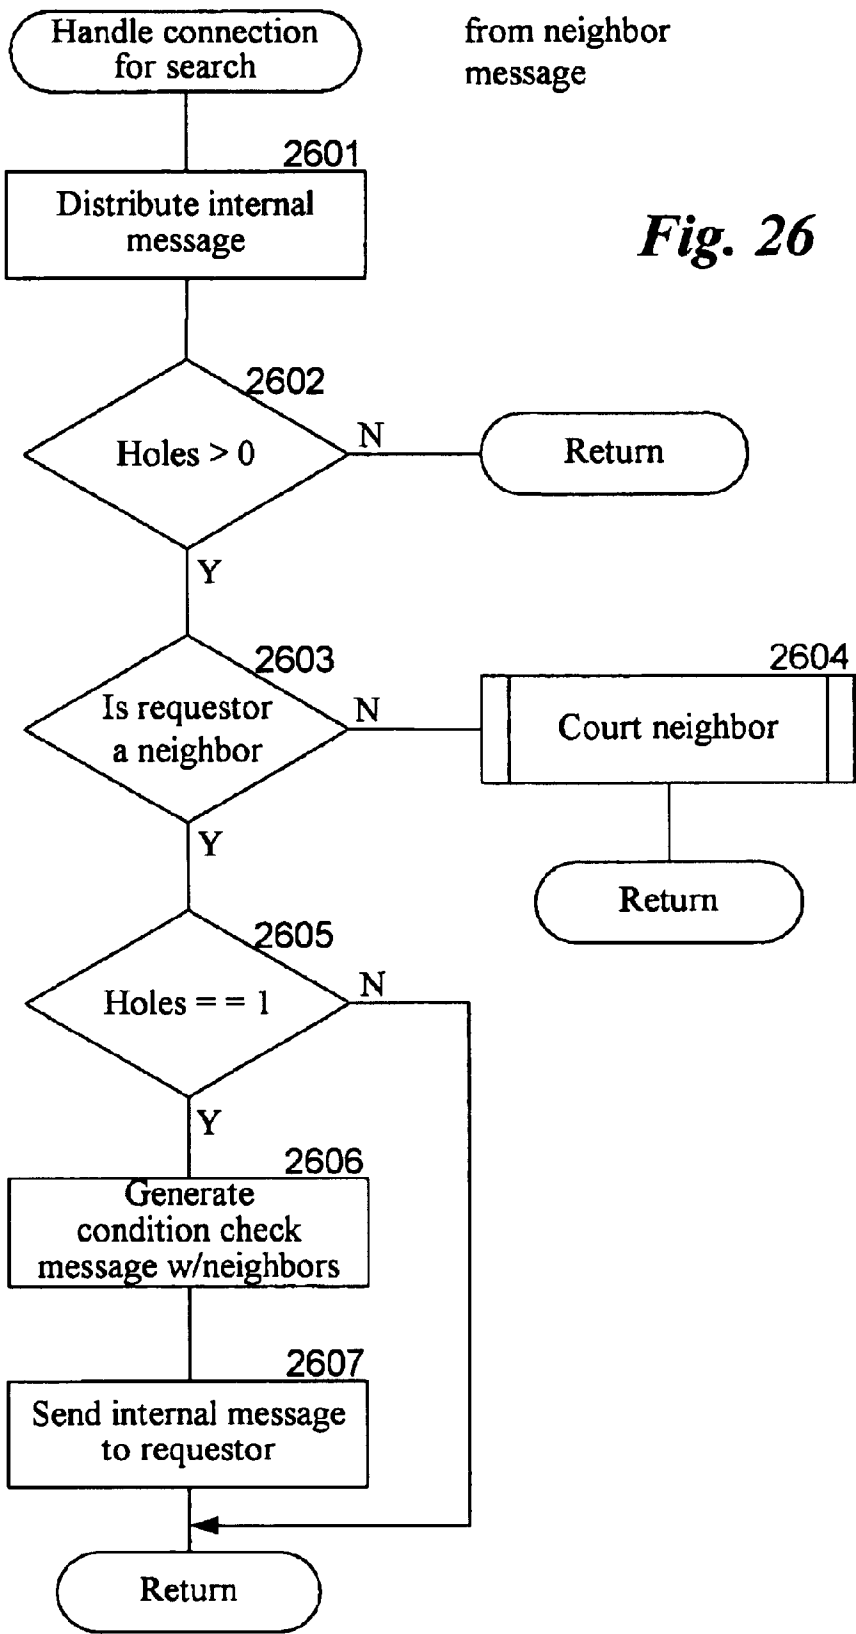 Handle connection
for search
from neighbor
message
2601
Distribute internal
message
Fig. 26
2602
Holes > 0
N
Return
Y
2603
Is requestor
a neighbor
N
2604
Court neighbor
Y
Return
2605
Holes = = 1
N
Y
2606
Generate
condition check
message w/neighbors
2607
Send internal message
to requestor
Return